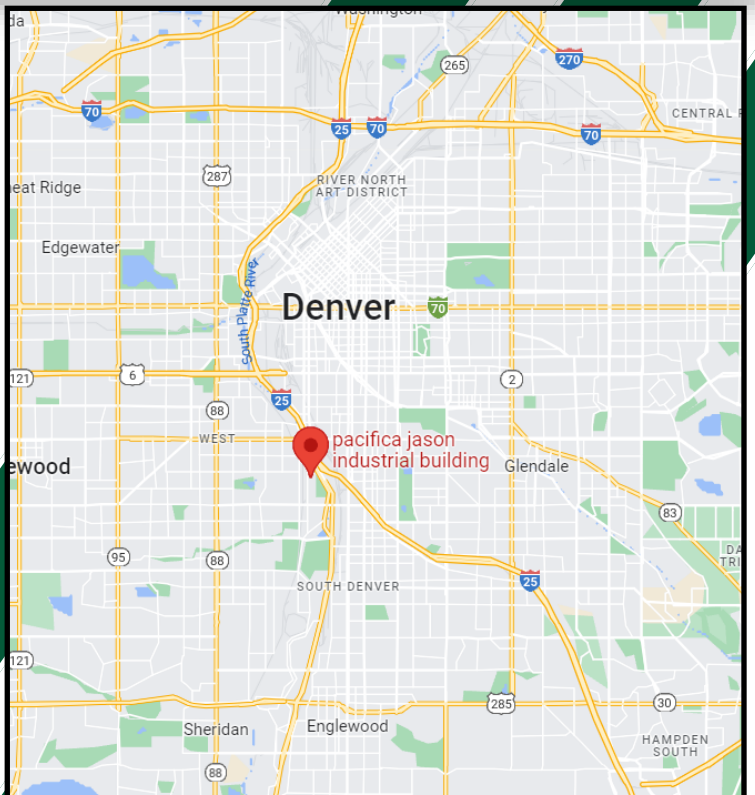 Washington
265
270
70
25
70
70
CENTRAL
287
RIVER NORTH
ART DISTRICT
eat Ridge
Edgewater
South Platte River
Denver
70
121
6
2
25
88
WEST
pacifica jason
industrial building
ewood
Glendale
83
95
88
25
SOUTH DENVER
121
285
30
Sheridan
Englewood
HAMPDEN
SOUTH
88